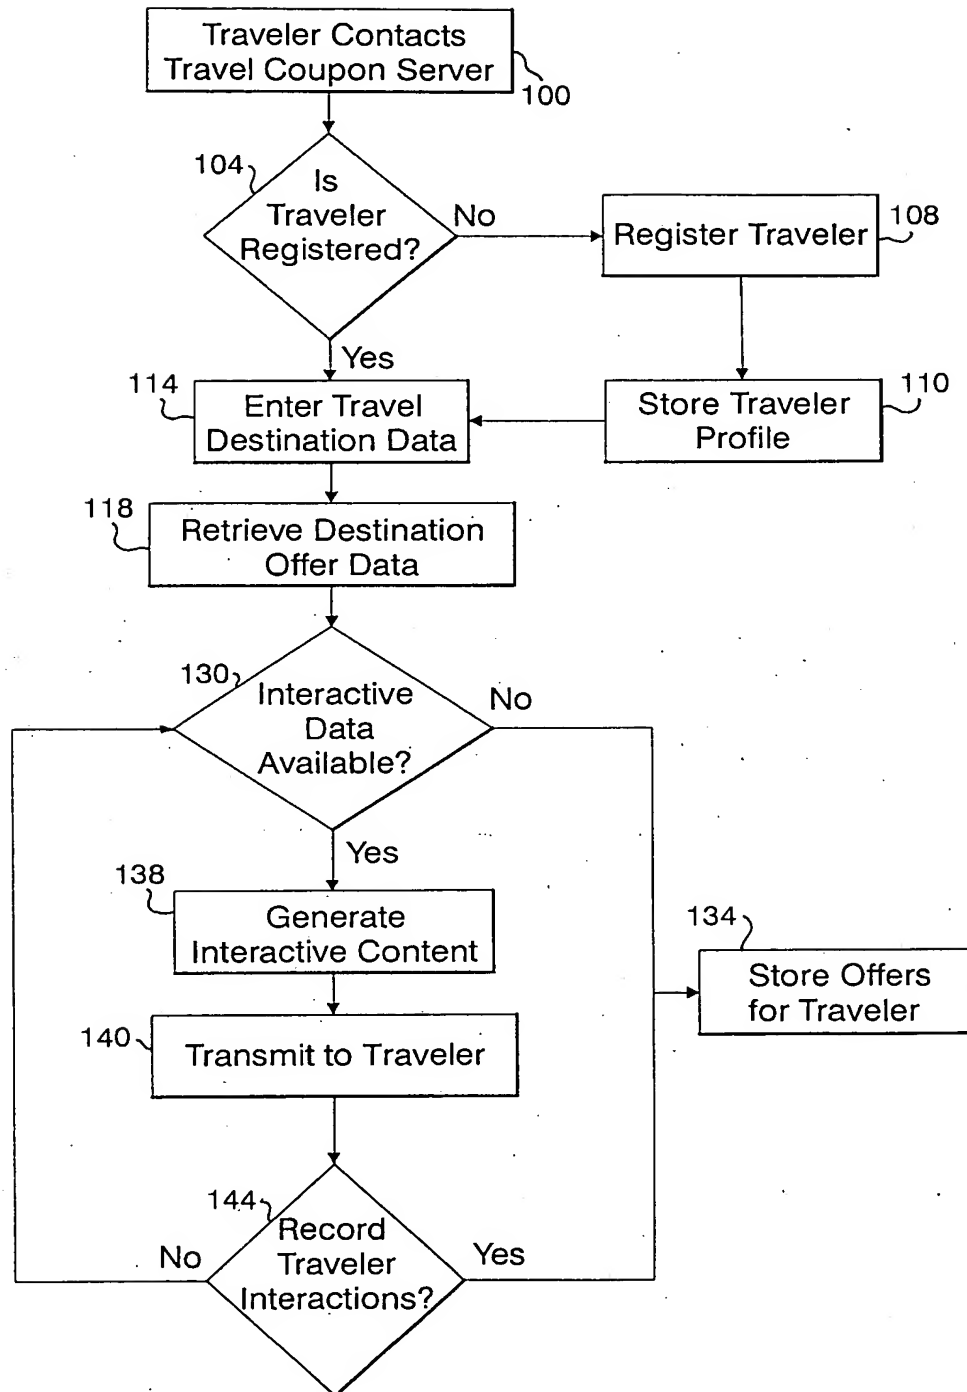 Traveler Contacts
Travel Coupon Server
100
104
Is
Traveler
Registered?
No
Register Traveler
108
Yes
114
Enter Travel
Destination Data
Store Traveler
Profile
110
118
Retrieve Destination
Offer Data
130
Interactive
Data
Available?
No
Yes
138
Generate
Interactive Content
134
Store Offers
for Traveler
140
Transmit to Traveler
144
Record
Traveler
Interactions?
No
Yes